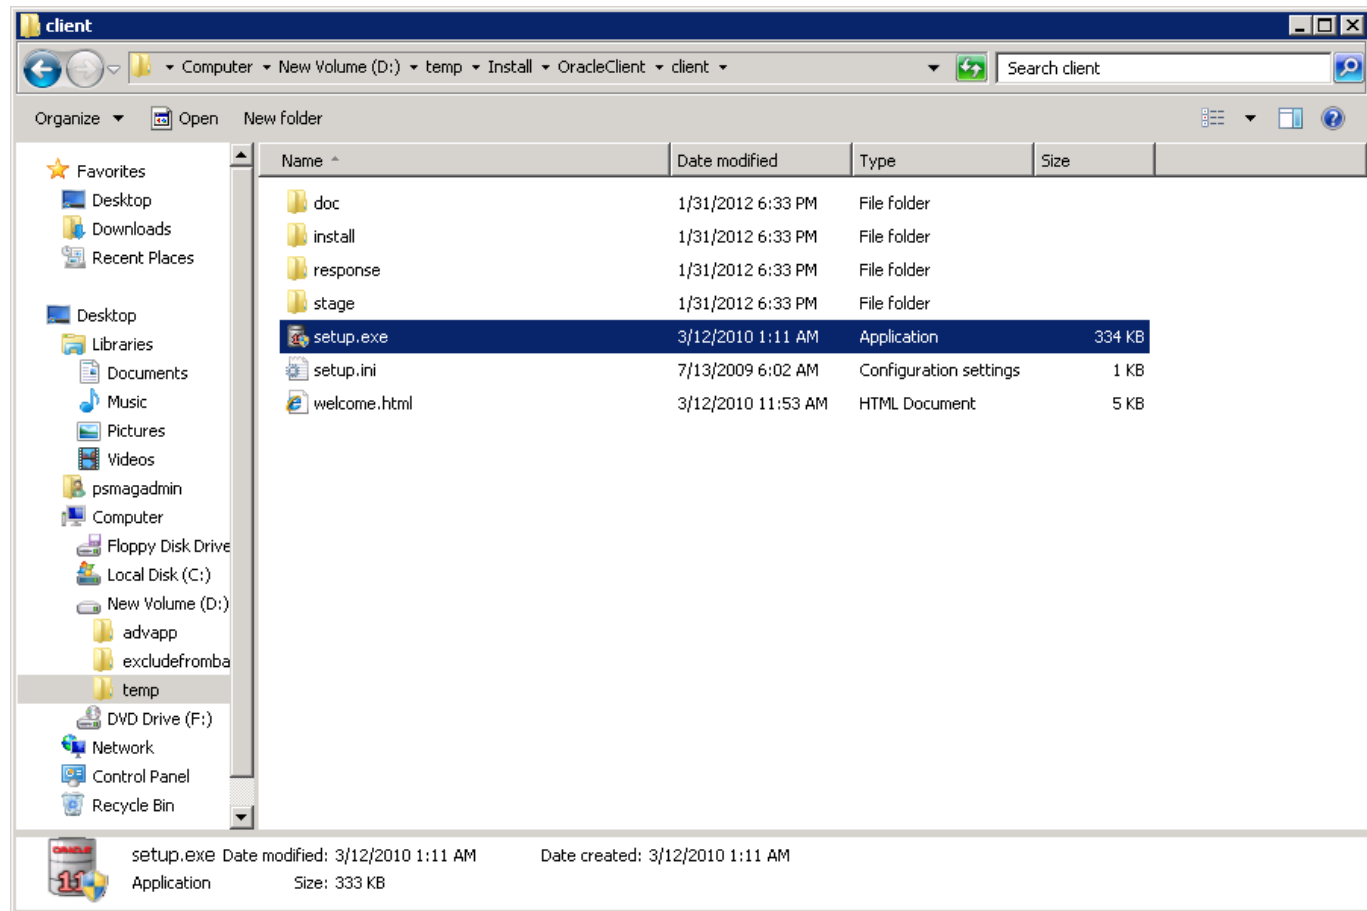 client
Computer New Volume (D:) temp Install OracleClient client Search client
Organize Open New folder
Name Date modified Type Size
Favorites
Desktop
Downloads
Recent Places
Desktop
Libraries
Documents
Music
Pictures
Videos
psmagadmin
Computer
Floppy Disk Drive
Local Disk (C:)
New Volume (D:)
advapp
excludefromba
temp
DVD Drive (F:)
Network
Control Panel
Recycle Bin
doc 1/31/2012 6:33 PM File folder
install 1/31/2012 6:33 PM File folder
response 1/31/2012 6:33 PM File folder
stage 1/31/2012 6:33 PM File folder
setup.exe 3/12/2010 1:11 AM Application 334 KB
setup.ini 7/13/2009 6:02 AM Configuration settings 1 KB
welcome.html 3/12/2010 11:53 AM HTML Document 5 KB
ORACLE
11
setup.exe Date modified: 3/12/2010 1:11 AM Date created: 3/12/2010 1:11 AM
Application Size: 333 KB